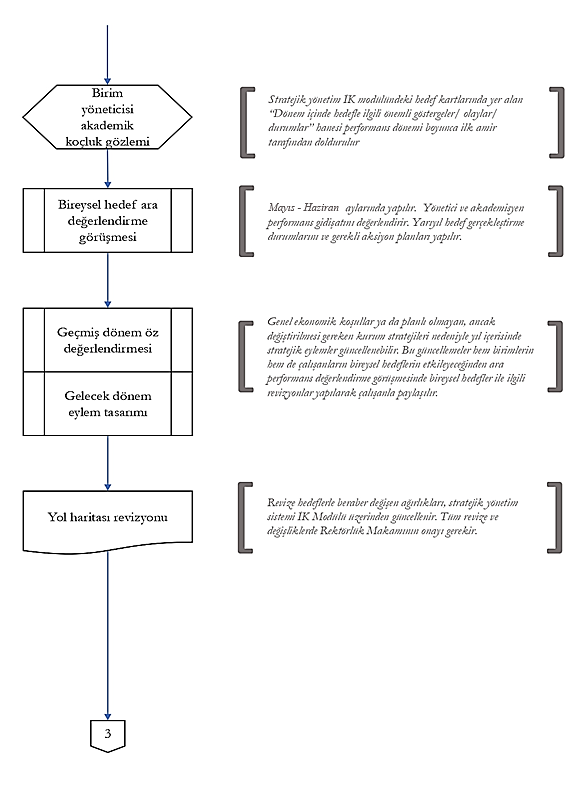 Birim
yöneticisi
akademik
koçluk gözlemi
Stratejik yönetim IK modülündeki hedef kartlarında yer alan
“Dönem içinde hedefle ilgili önemli göstergeler/ olaylar/
durumlar” hanesi performans dönemi boyunca ilk amir
tarafından doldurulur
Bireysel hedef ara
değerlendirme
görüşmesi
Mayıs - Haziran aylarında yapılır. Yönetici ve akademisyen
performans gidişatını değerlendirir. Yarıyıl hedef gerçekleştirme
durumlarını ve gerekli aksiyon planları yapılır.
Geçmiş dönem öz
değerlendirmesi
Gelecek dönem
eylem tasarımı
Genel ekonomik koşullar ya da planlı olmayan, ancak
değiştirilmesi gereken kurum stratejileri nedeniyle yıl içerisinde
stratejik eylemler güncellenebilir. Bu güncellemeler hem birimlerin
hem de çalışanların bireysel hedeflerin etkileyeceğinden ara
performans değerlendirme görüşmesinde bireysel hedefler ile ilgili
revizyonlar yapılarak çalışanla paylaşılır.
Yol haritası revizyonu
Revize hedeflerle beraber değişen ağırlıkları, stratejik yönetim
sistemi IK Modülü üzerinden güncellenir. Tüm revize ve
değişliklerde Rektörlük Makamının onayı gerekir.
3